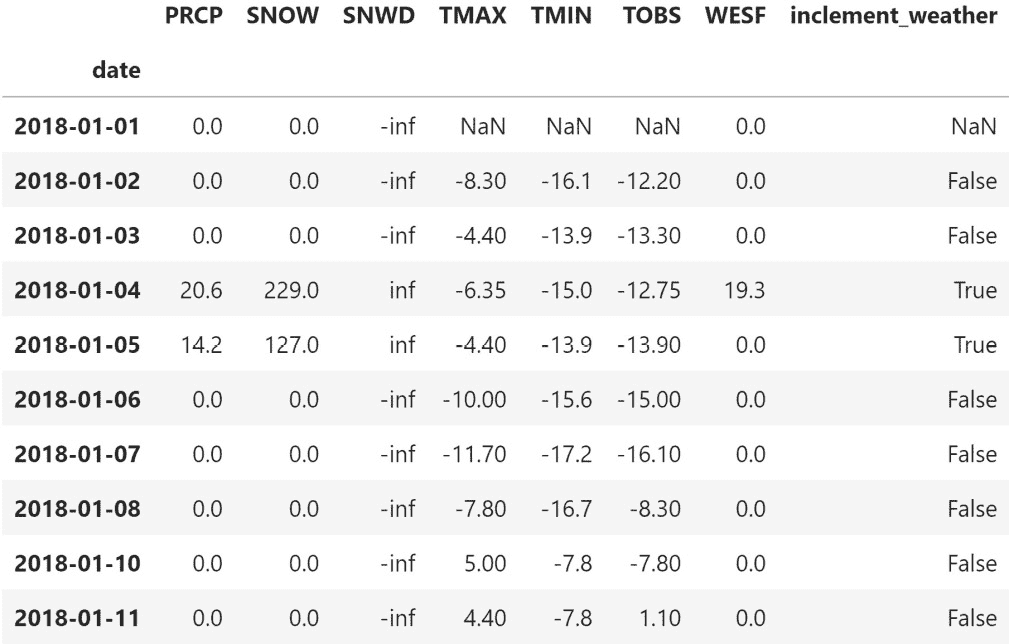 PRCP SNOW SNWD TMAX TMIN TOBS WESF inclement_weather
date
2018-01-01 0.0 0.0 -inf NaN NaN NaN 0.0 NaN
2018-01-02 0.0 0.0 -inf -8.30 -16.1 -12.20 0.0 False
2018-01-03 0.0 0.0 -inf -4.40 -13.9 -13.30 0.0 False
2018-01-04 20.6 229.0 inf -6.35 -15.0 -12.75 19.3 True
2018-01-05 14.2 127.0 inf -4.40 -13.9 -13.90 0.0 True
2018-01-06 0.0 0.0 -inf -10.00 -15.6 -15.00 0.0 False
2018-01-07 0.0 0.0 -inf -11.70 -17.2 -16.10 0.0 False
2018-01-08 0.0 0.0 -inf -7.80 -16.7 -8.30 0.0 False
2018-01-10 0.0 0.0 -inf 5.00 -7.8 -7.80 0.0 False
2018-01-11 0.0 0.0 -inf 4.40 -7.8 1.10 0.0 False